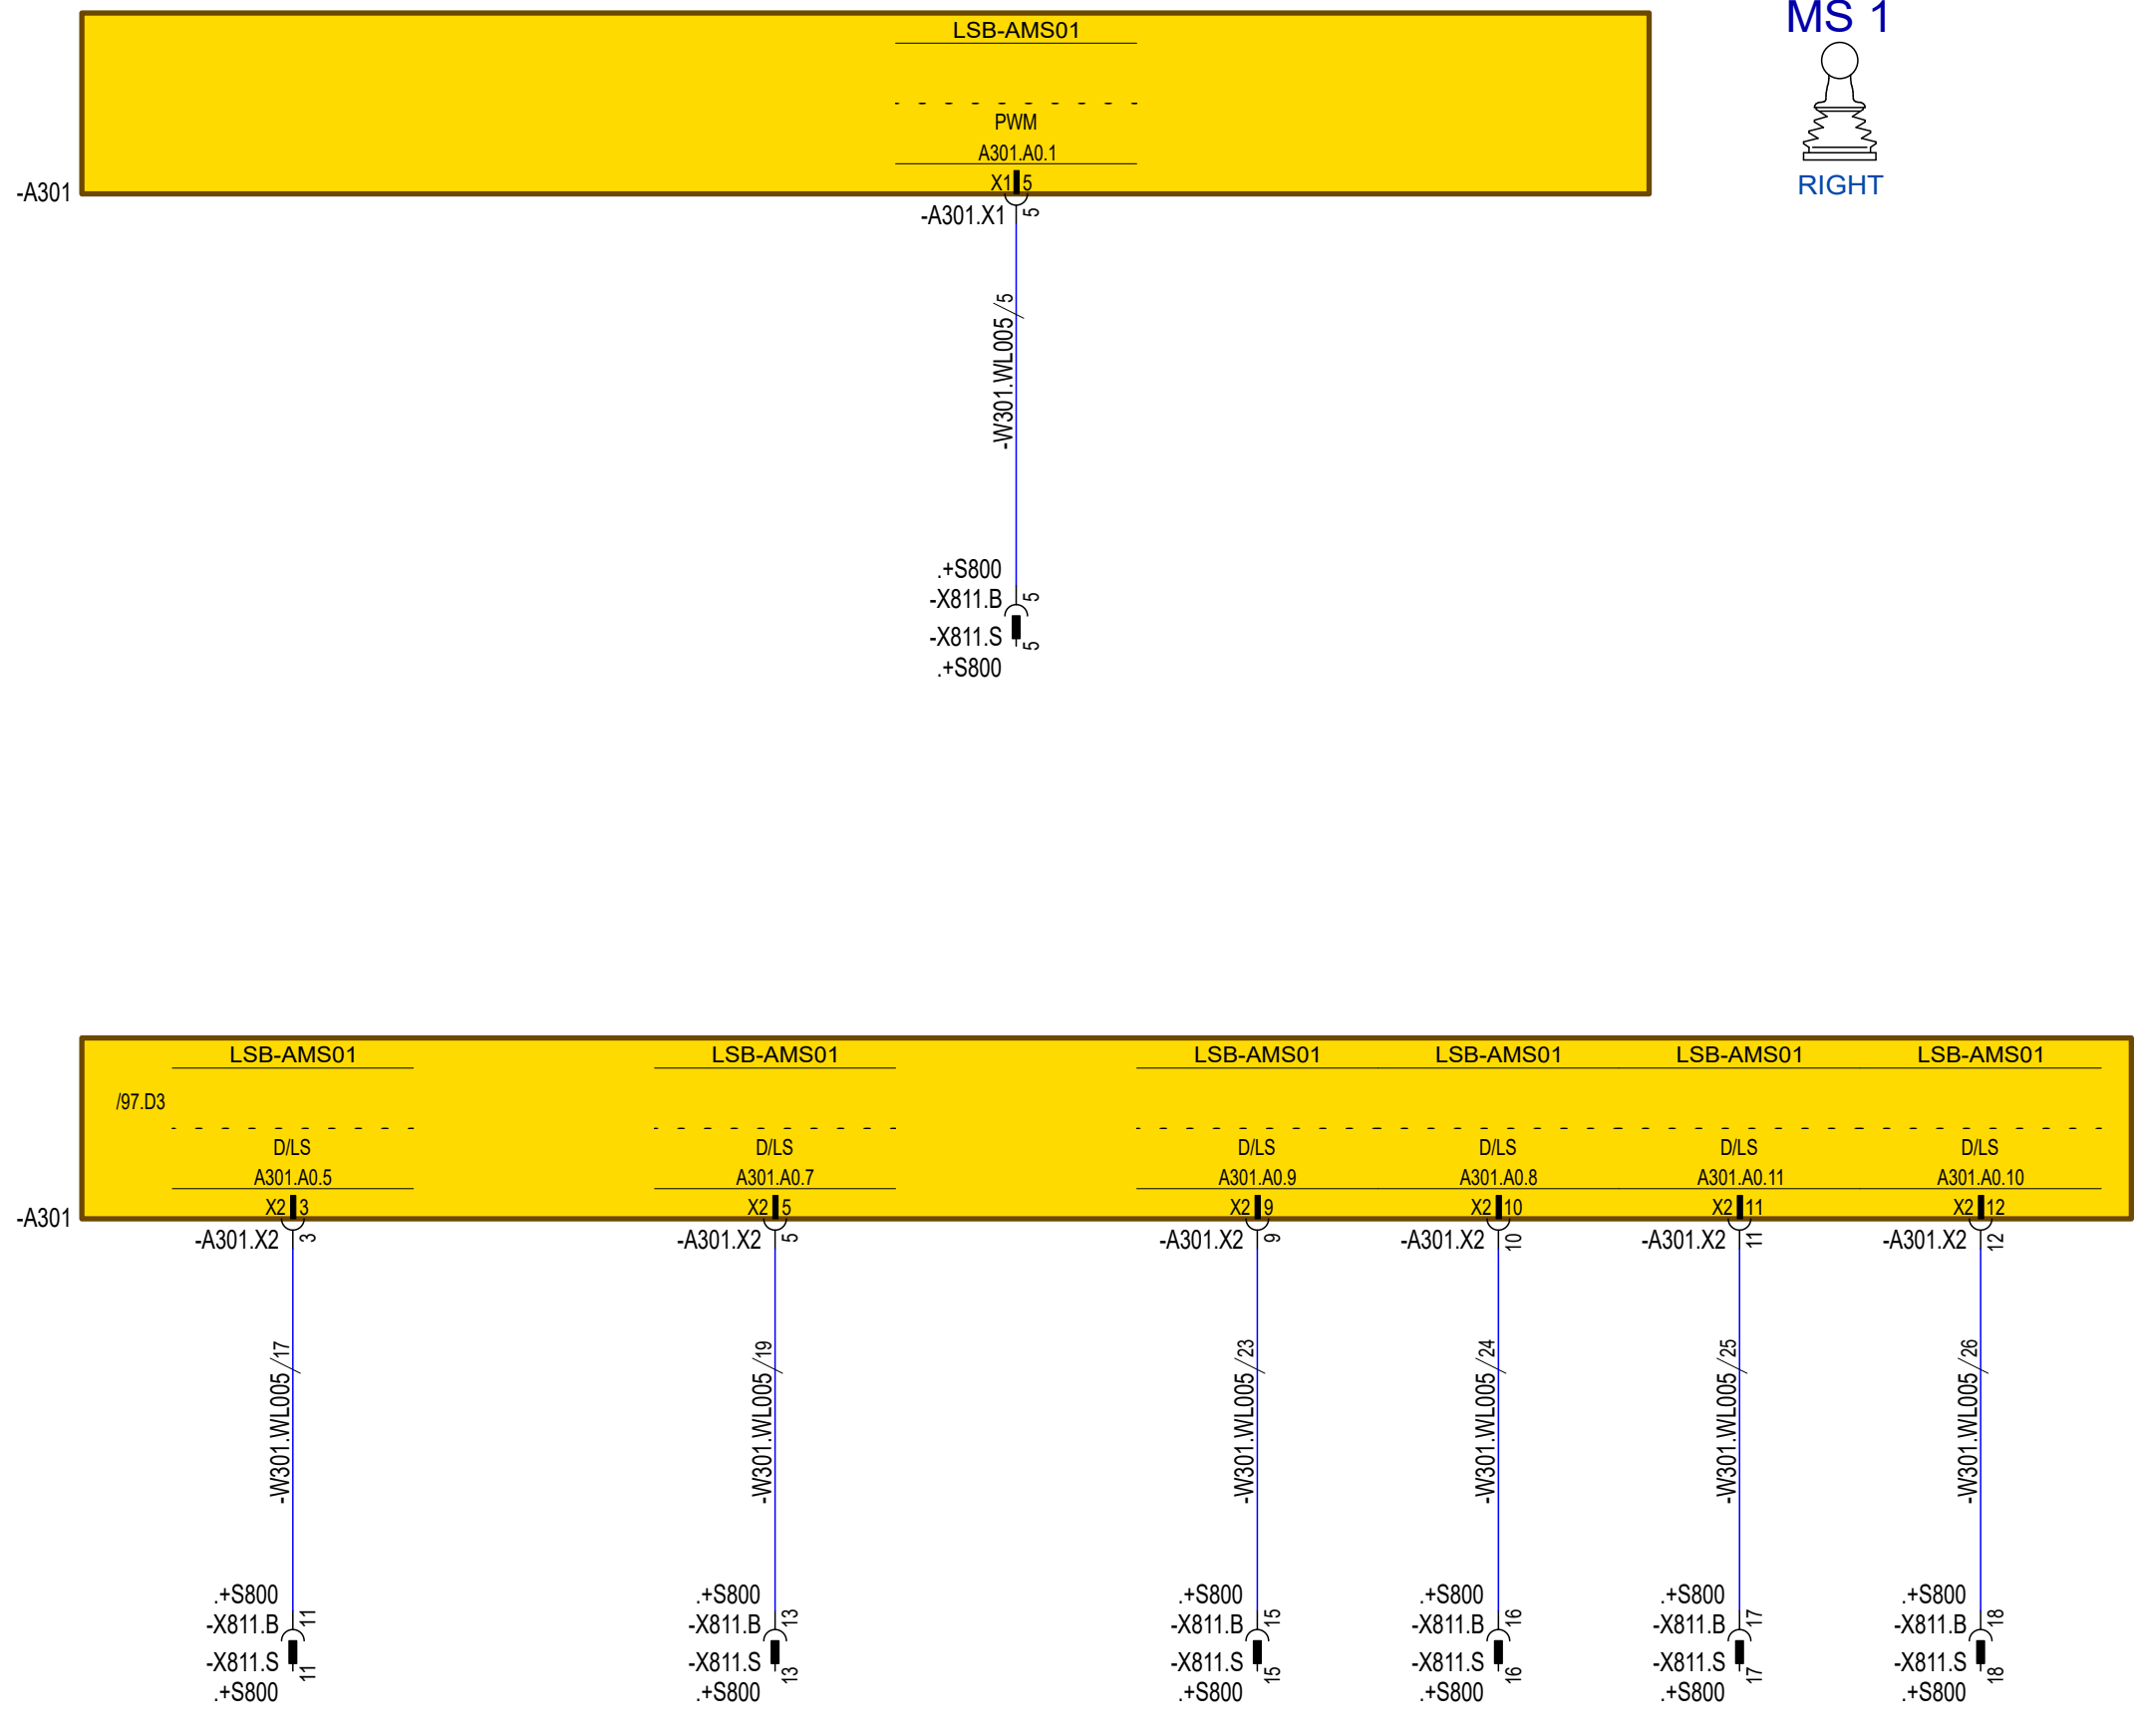 MS 1
RIGHT
LSB-AMS01
PWM
A301.A0.1
X1 5
-A301
-A301.X1 5
-W301.WL005 /5
.+S800
-X811.B 5
-X811.S 5
.+S800
LSB-AMS01 LSB-AMS01 LSB-AMS01 LSB-AMS01 LSB-AMS01 LSB-AMS01
/97.D3
D/LS D/LS D/LS D/LS D/LS D/LS
A301.A0.5 A301.A0.7 A301.A0.9 A301.A0.8 A301.A0.11 A301.A0.10
X2 3 X2 5 X2 9 X2 10 X2 11 X2 12
-A301
-A301.X2 3 -A301.X2 5 -A301.X2 9 -A301.X2 10 -A301.X2 11 -A301.X2 12
-W301.WL005 /17 -W301.WL005 /19 -W301.WL005 /23 -W301.WL005 /24 -W301.WL005 /25 -W301.WL005 /26
.+S800 .+S800 .+S800 .+S800 .+S800 .+S800
-X811.B 11 -X811.B 13 -X811.B 15 -X811.B 16 -X811.B 17 -X811.B 18
-X811.S 11 -X811.S 13 -X811.S 15 -X811.S 16 -X811.S 17 -X811.S 18
.+S800 .+S800 .+S800 .+S800 .+S800 .+S800